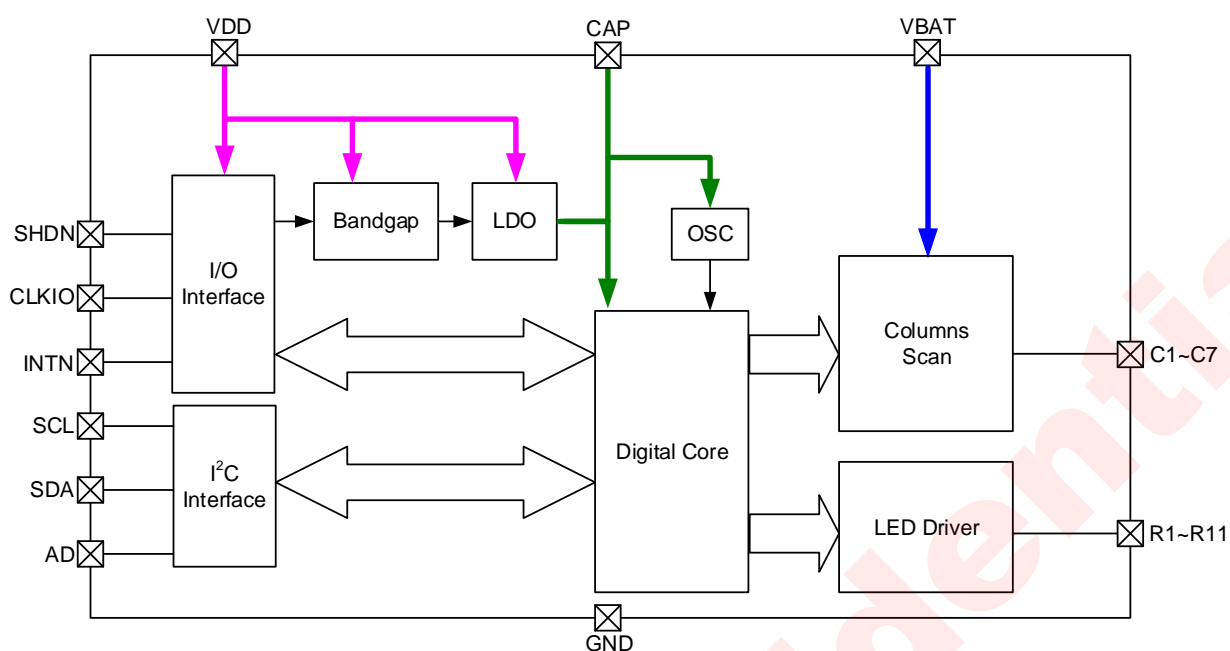 VDD
CAP
VBAT
SHDN
CLKIO
INTN
SCL
SDA
AD
I/O
Interface
Bandgap
LDO
OSC
I²C
Interface
Digital Core
Columns
Scan
LED Driver
C1~C7
R1~R11
GND